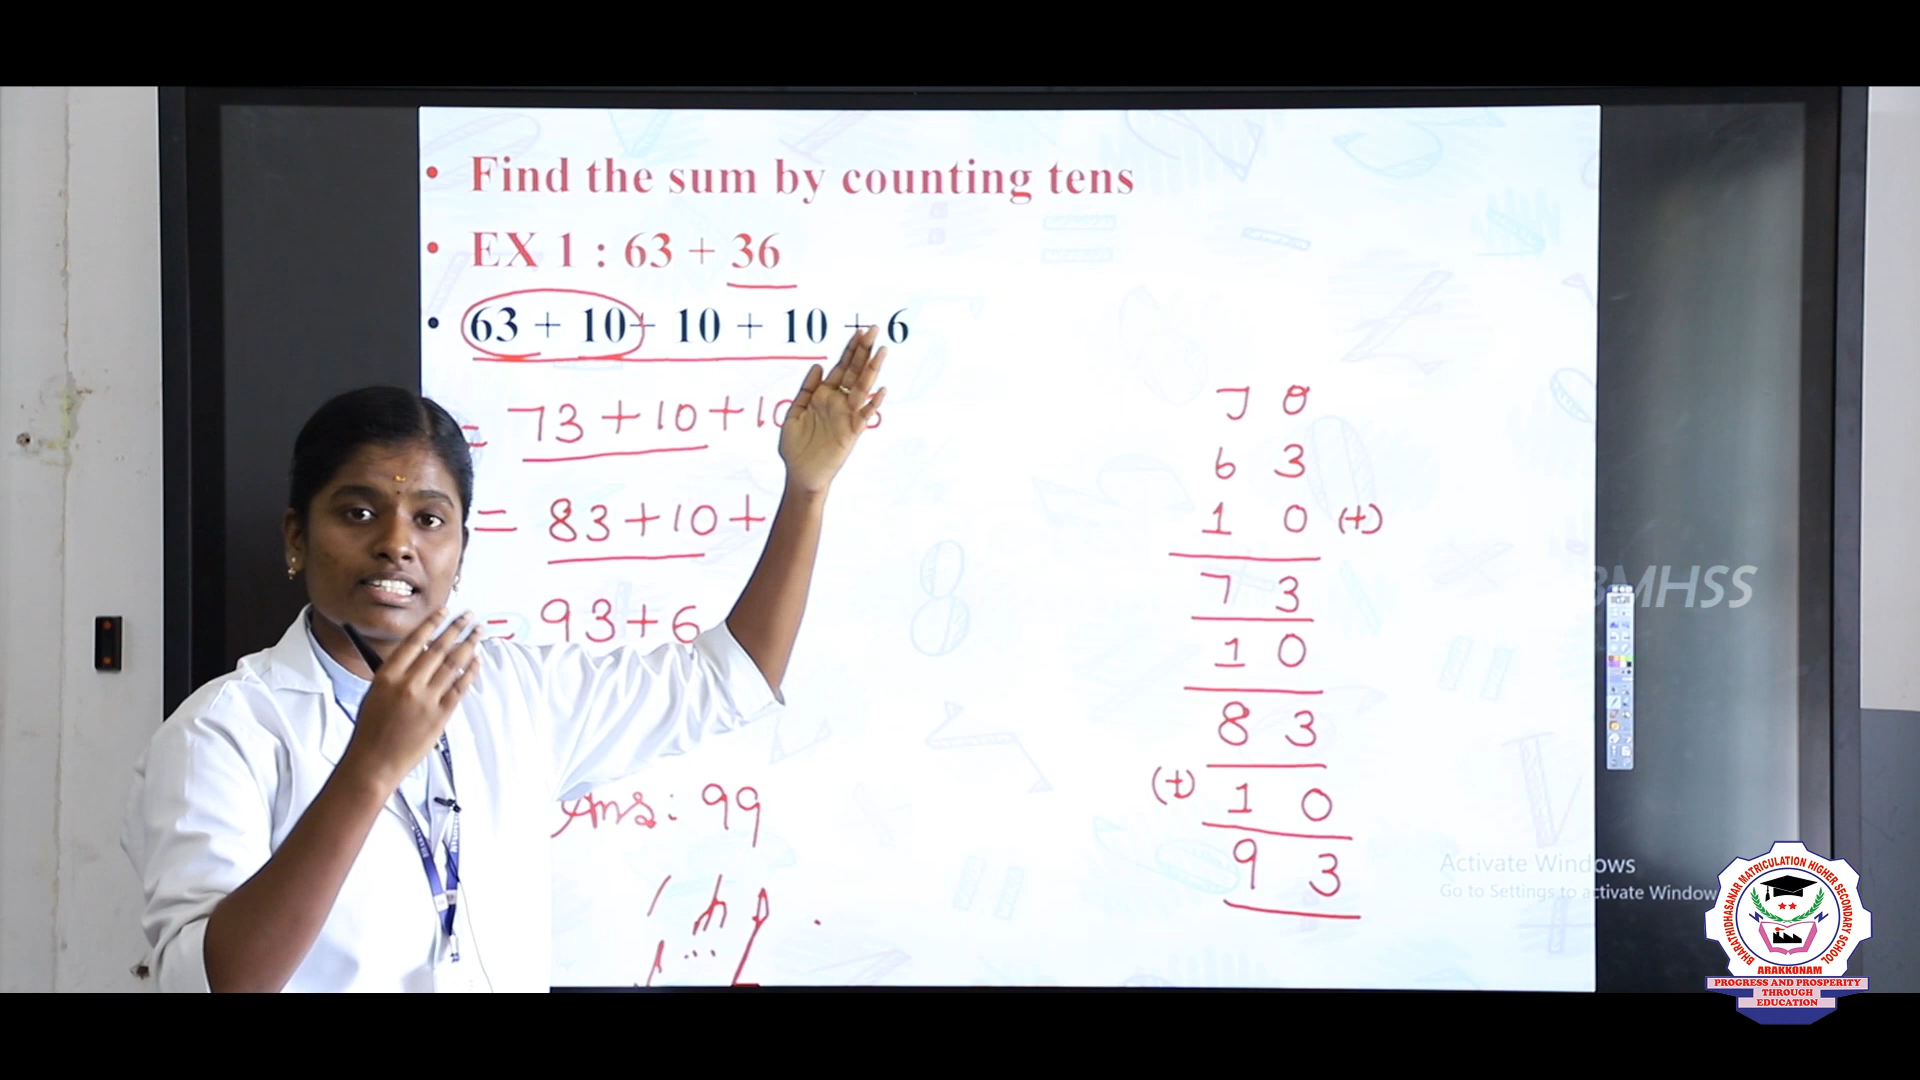 • Find the sum by counting tens
• EX 1 : 63 + 36
• 63 + 10 + 10 + 10 + 6
= 73 + 10 + 10
= 83 + 10 +
= 93 + 6
Ans: 99
6 3
1 0 (+)
7 3
1 0
8 3
(+) 1 0
9 3
BMHSS
Activate Windows
Go to Settings to activate Window
BHARATHIDHASANAR MATRICULATION HIGHER SECONDARY SCHOOL
ARAKKONAM
PROGRESS AND PROSPERITY
THROUGH
EDUCATION